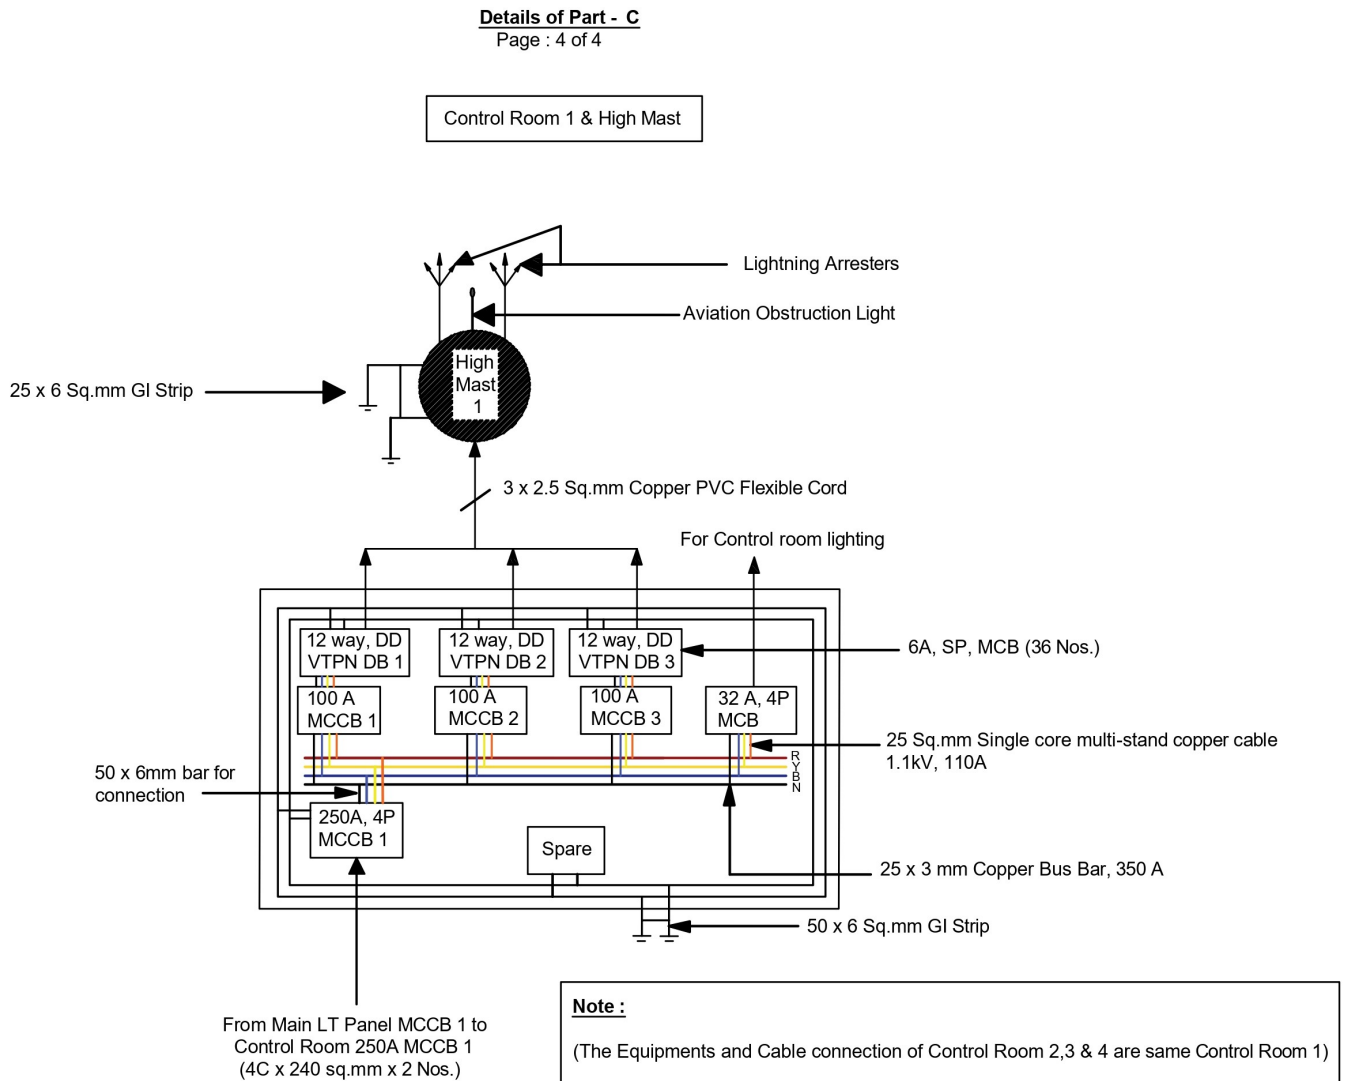 Details of Part - C
Page : 4 of 4
Control Room 1 & High Mast
Lightning Arresters
Aviation Obstruction Light
High
Mast
1
25 x 6 Sq.mm GI Strip
3 x 2.5 Sq.mm Copper PVC Flexible Cord
For Control room lighting
12 way, DD
VTPN DB 1
12 way, DD
VTPN DB 2
12 way, DD
VTPN DB 3
6A, SP, MCB (36 Nos.)
100 A
MCCB 1
100 A
MCCB 2
100 A
MCCB 3
32 A, 4P
MCB
25 Sq.mm Single core multi-stand copper cable
1.1kV, 110A
R
Y
B
N
50 x 6mm bar for
connection
250A, 4P
MCCB 1
Spare
25 x 3 mm Copper Bus Bar, 350 A
50 x 6 Sq.mm GI Strip
From Main LT Panel MCCB 1 to
Control Room 250A MCCB 1
(4C x 240 sq.mm x 2 Nos.)
Note :
(The Equipments and Cable connection of Control Room 2,3 & 4 are same Control Room 1)